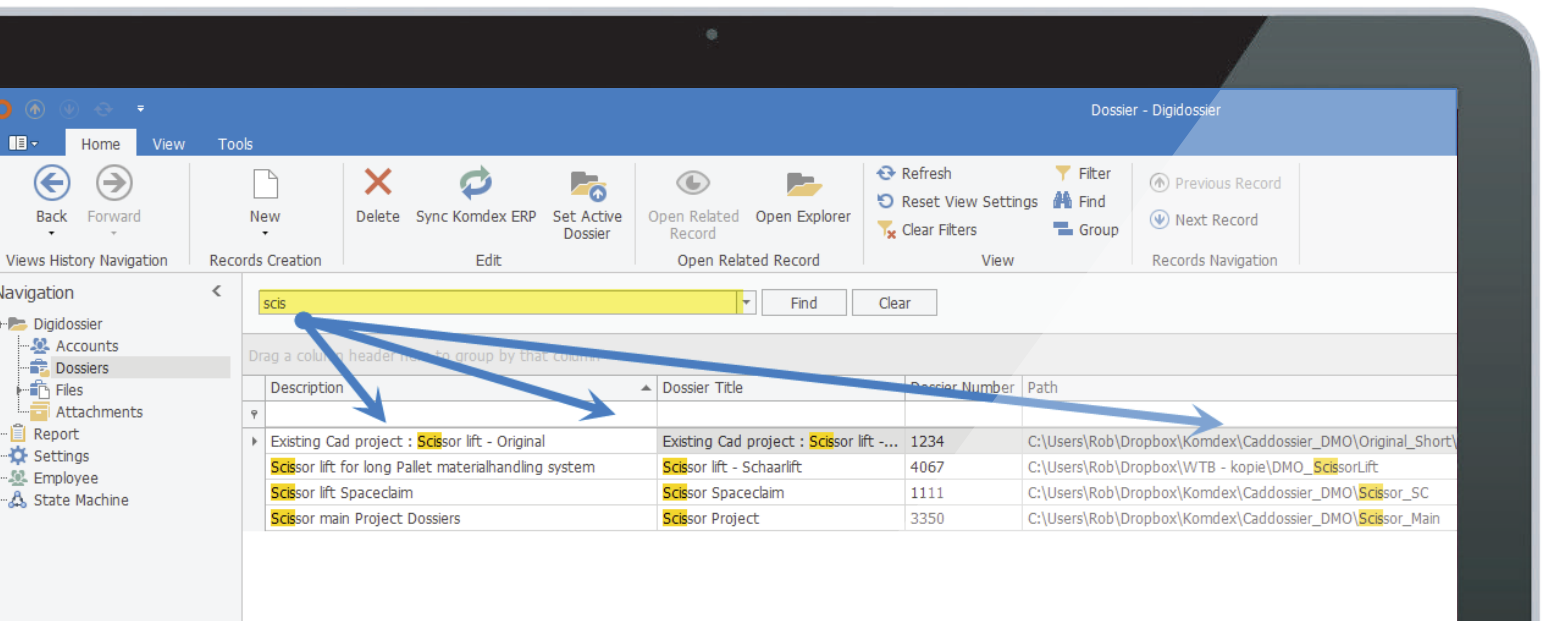 Dossier - Digidossier
Home View Tools
Back Forward New Delete Sync Komdex ERP Set Active Dossier Open Related Record Open Explorer Refresh Reset View Settings Clear Filters Filter Find Group Previous Record Next Record
Views History Navigation Records Creation Edit Open Related Record View Records Navigation
Navigation
Digidossier
Accounts
Dossiers
Files
Attachments
Report
Settings
Employee
State Machine
scis Find Clear
Drag a column header here to group by that column
Description Dossier Title Dossier Number Path
Existing Cad project : Scissor lift - Original Existing Cad project : Scissor lift -... 1234 C:\Users\Rob\Dropbox\Komdex\Caddossier_DMO\Original_Short\
Scissor lift for long Pallet materialhandling system Scissor lift - Schaarlift 4067 C:\Users\Rob\Dropbox\WTB - kopie\DMO_ScissorLift
Scissor lift Spaceclaim Scissor Spaceclaim 1111 C:\Users\Rob\Dropbox\Komdex\Caddossier_DMO\Scissor_SC
Scissor main Project Dossiers Scissor Project 3350 C:\Users\Rob\Dropbox\Komdex\Caddossier_DMO\Scissor_Main